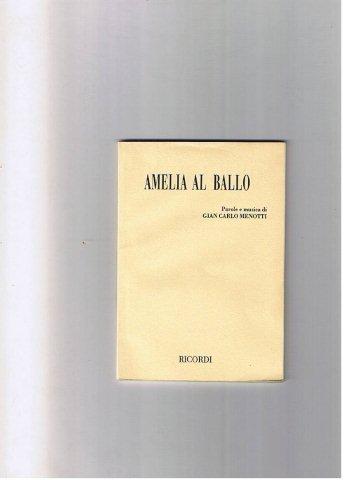 AMELIA AL BALLO
Parole e musica di
GIAN CARLO MENOTTI
RICORDI